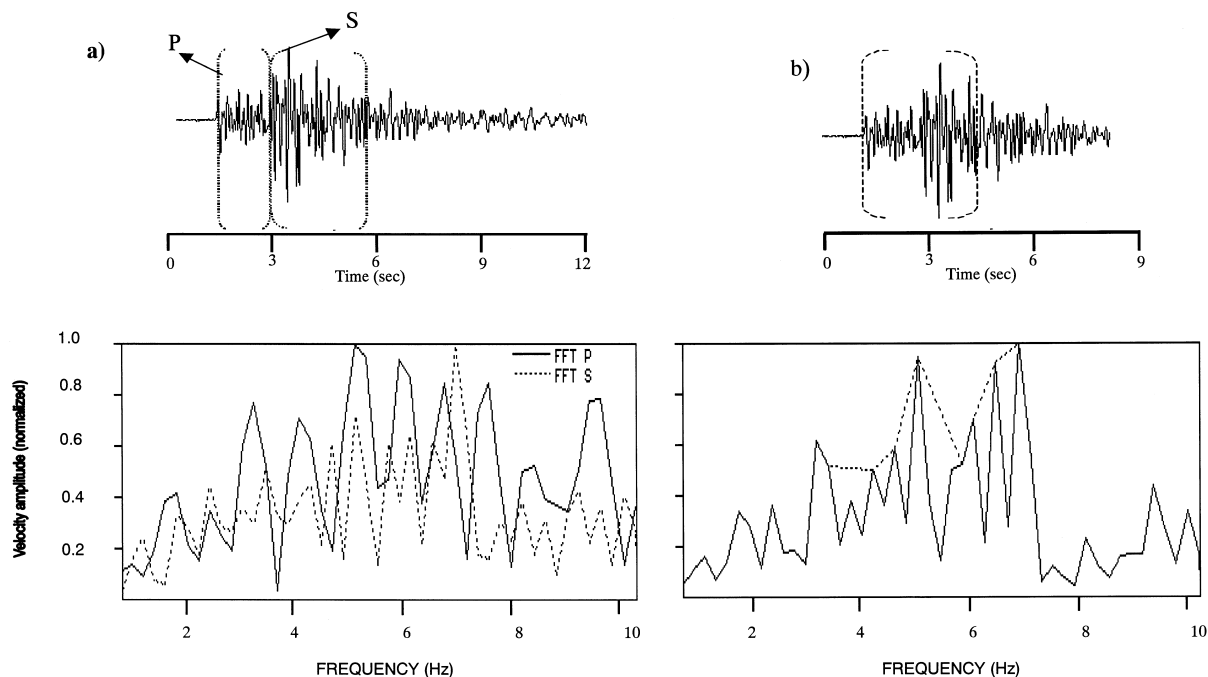 a)
P
S
b)
0 3 6 9 12
Time (sec)
0 3 6 9
Time (sec)
Velocity amplitude (normalized)
1.0
0.8
0.6
0.4
0.2
FFT P
FFT S
2 4 6 8 10
FREQUENCY (Hz)
2 4 6 8 10
FREQUENCY (Hz)